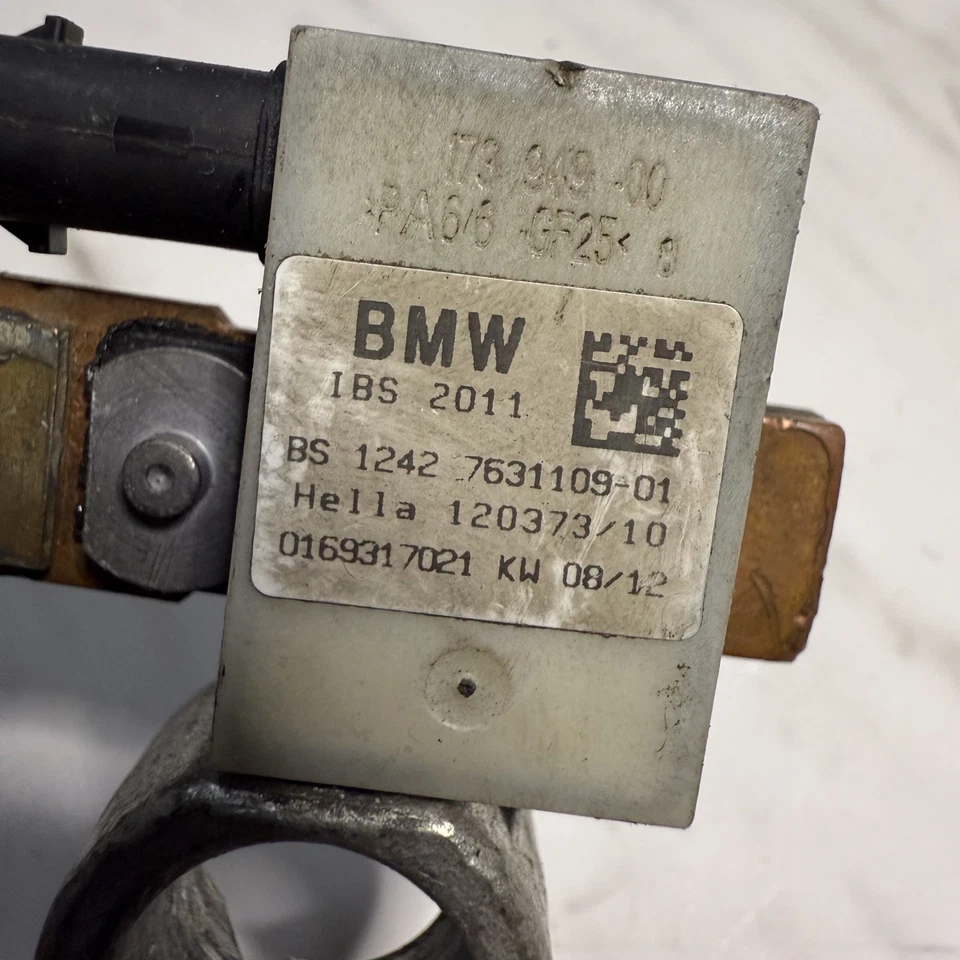 173 949-00
>PA6/6-GF25< 8
BMW
IBS 2011
BS 1242 7631109-01
Hella 120373/10
0169317021 KW 08/12